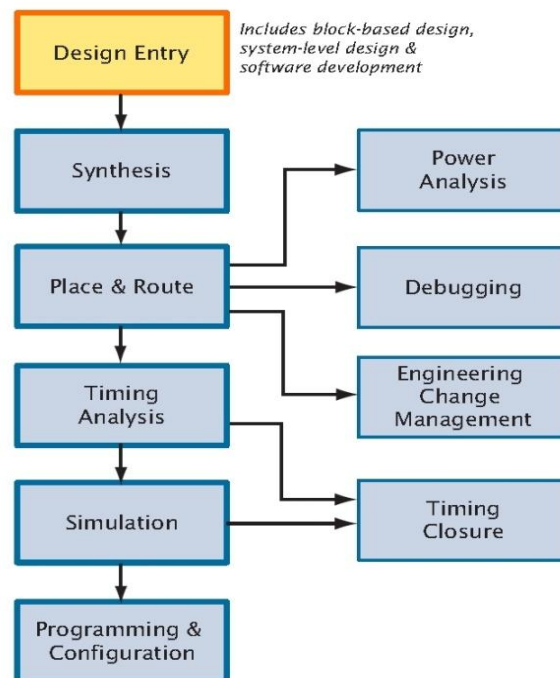 Design Entry
Includes block-based design,
system-level design &
software development
Synthesis
Power
Analysis
Place & Route
Debugging
Timing
Analysis
Engineering
Change
Management
Simulation
Timing
Closure
Programming &
Configuration